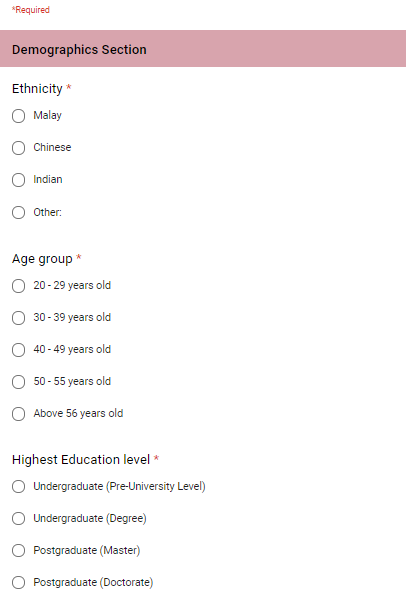 *Required
Demographics Section
Ethnicity *
Malay
Chinese
Indian
Other:
Age group *
20 - 29 years old
30 - 39 years old
40 - 49 years old
50 - 55 years old
Above 56 years old
Highest Education level *
Undergraduate (Pre-University Level)
Undergraduate (Degree)
Postgraduate (Master)
Postgraduate (Doctorate)